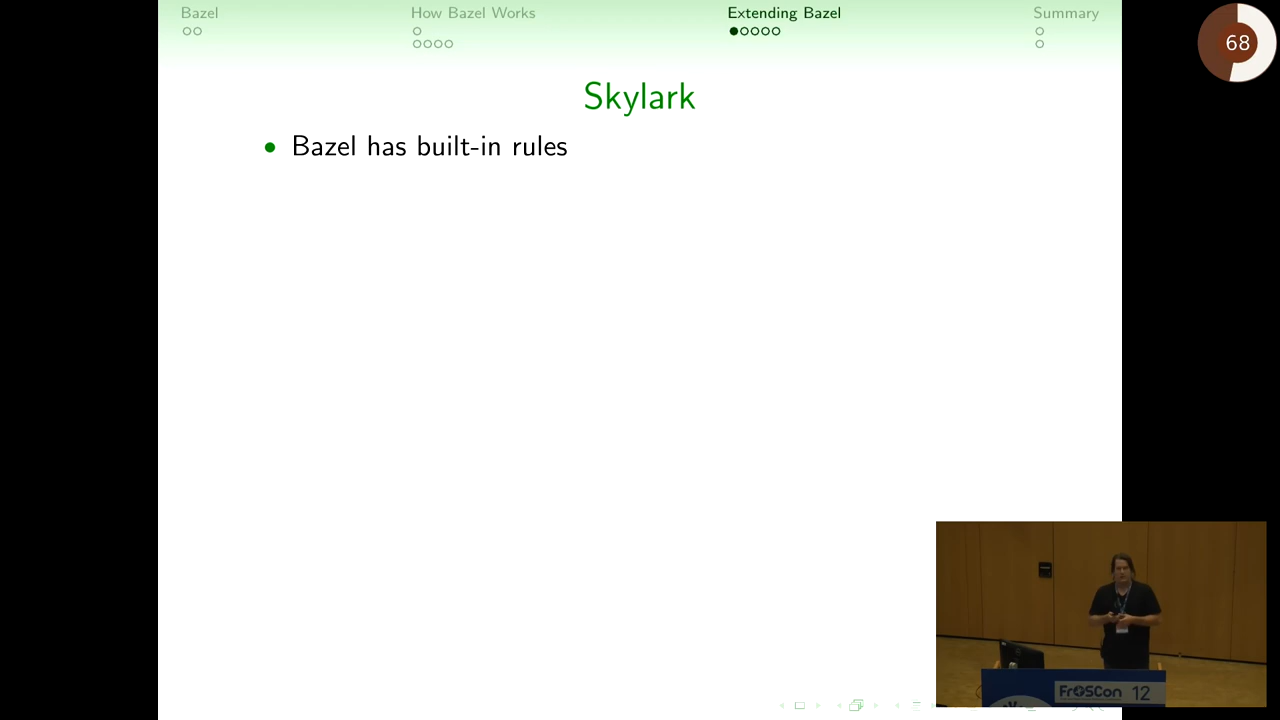 Bazel
How Bazel Works
Extending Bazel
Summary
68
Skylark
Bazel has built-in rules
FrOSCon 12